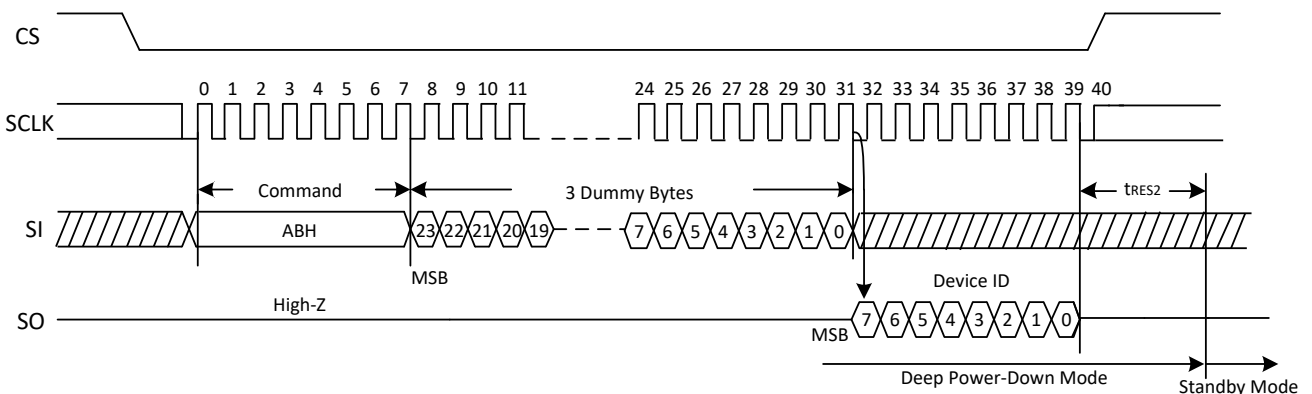 CS
0 1 2 3 4 5 6 7 8 9 10 11 24 25 26 27 28 29 30 31 32 33 34 35 36 37 38 39 40
SCLK
Command 3 Dummy Bytes tRES2
SI ABH 23 22 21 20 19 7 6 5 4 3 2 1 0
MSB Device ID
High-Z
SO 7 6 5 4 3 2 1 0
MSB
Deep Power-Down Mode Standby Mode